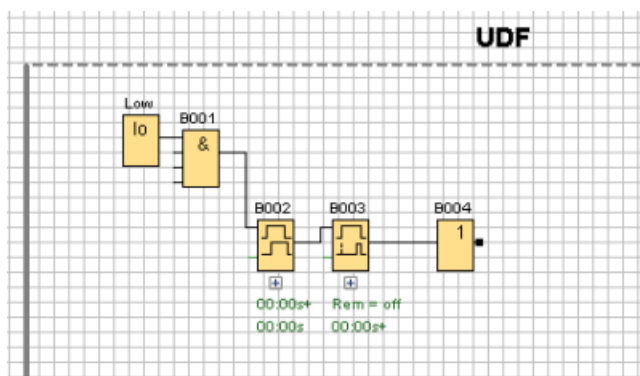 UDF
Low
lo
B001
&
B002
B003
B004
1
00:00s+
Rem = off
00:00s
00:00s+